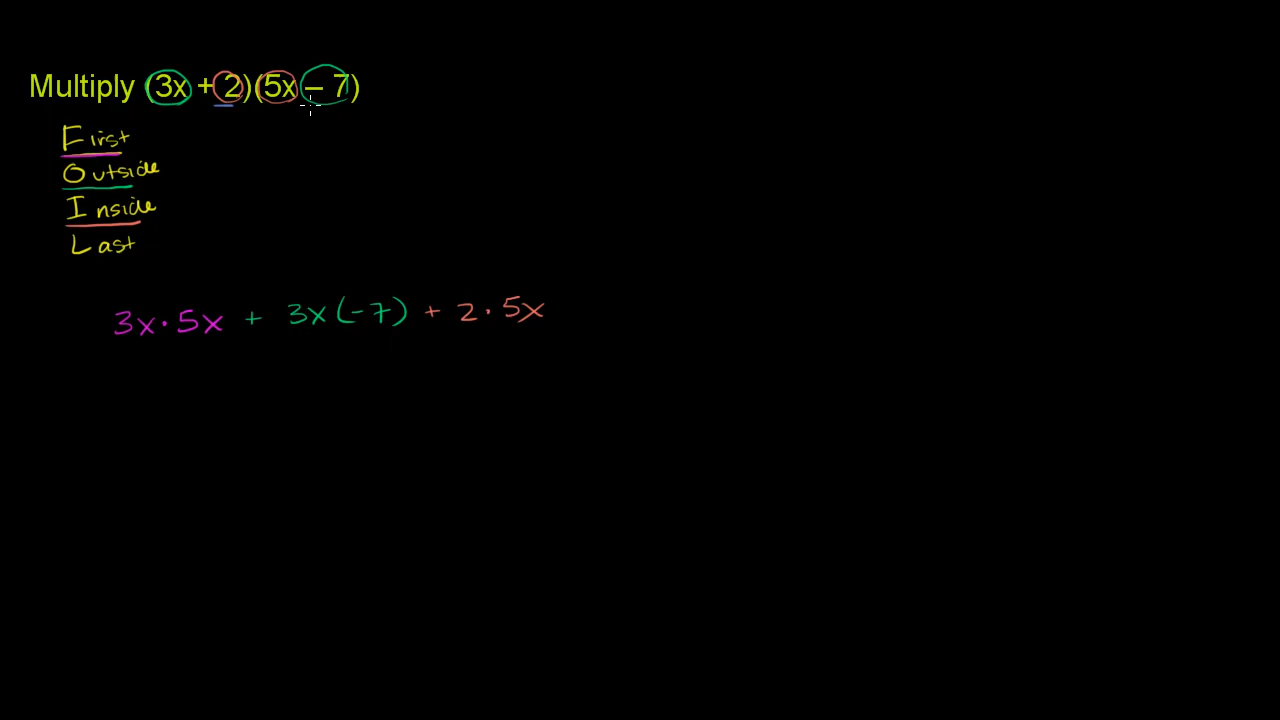 Multiply (3x + 2)(5x – 7)
First
Outside
Inside
Last
3x · 5x + 3x(-7) + 2 · 5x